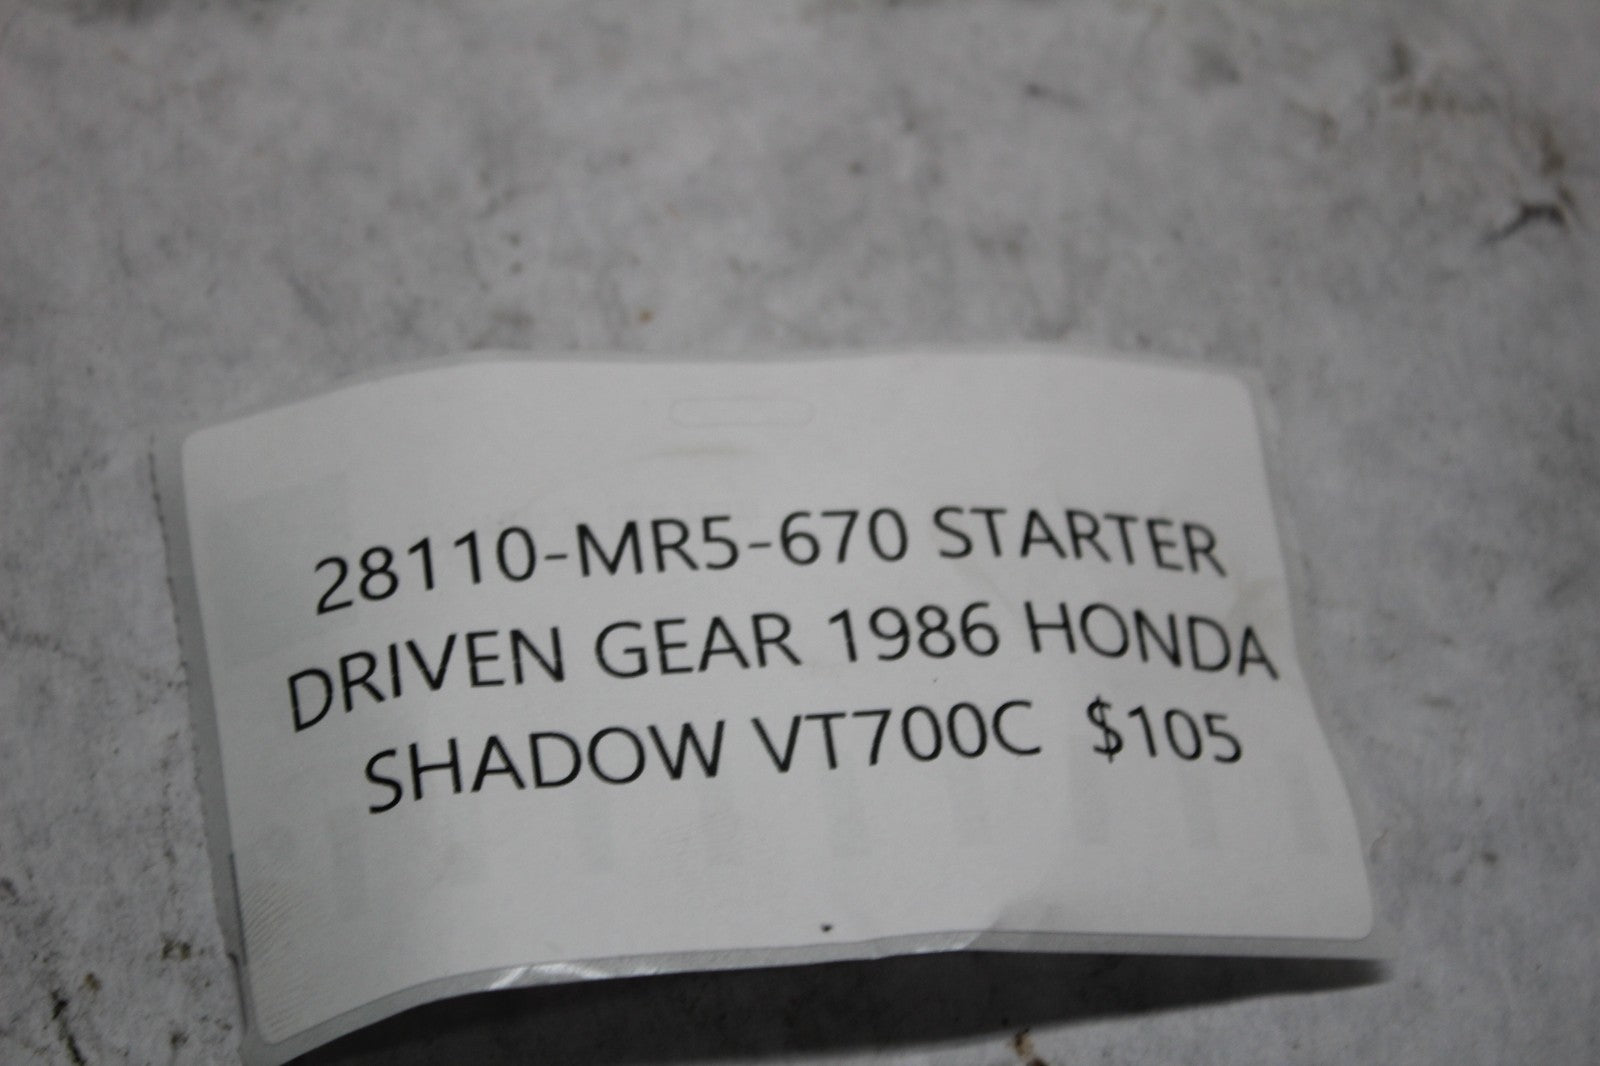 28110-MR5-670 STARTER
DRIVEN GEAR 1986 HONDA
SHADOW VT700C $105